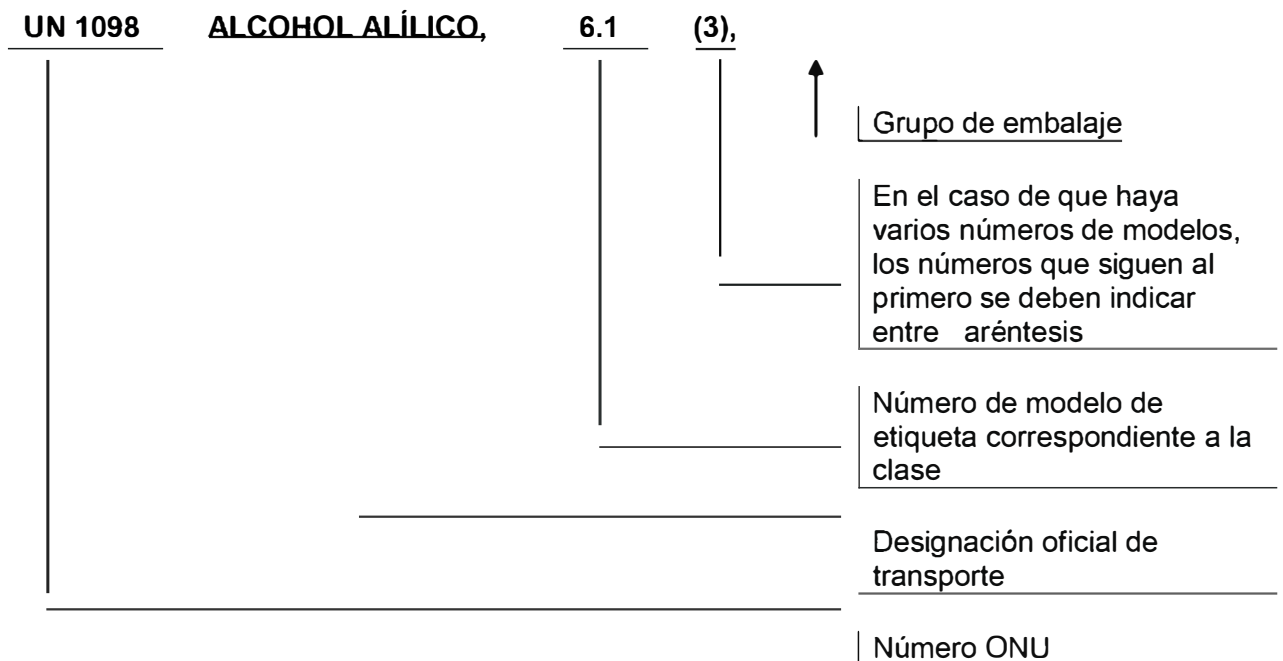 UN 1098 ALCOHOL ALÍLICO, 6.1 (3),
Grupo de embalaje
En el caso de que haya
varios números de modelos,
los números que siguen al
primero se deben indicar
entre aréntesis
Número de modelo de
etiqueta correspondiente a la
clase
Designación oficial de
transporte
Número ONU